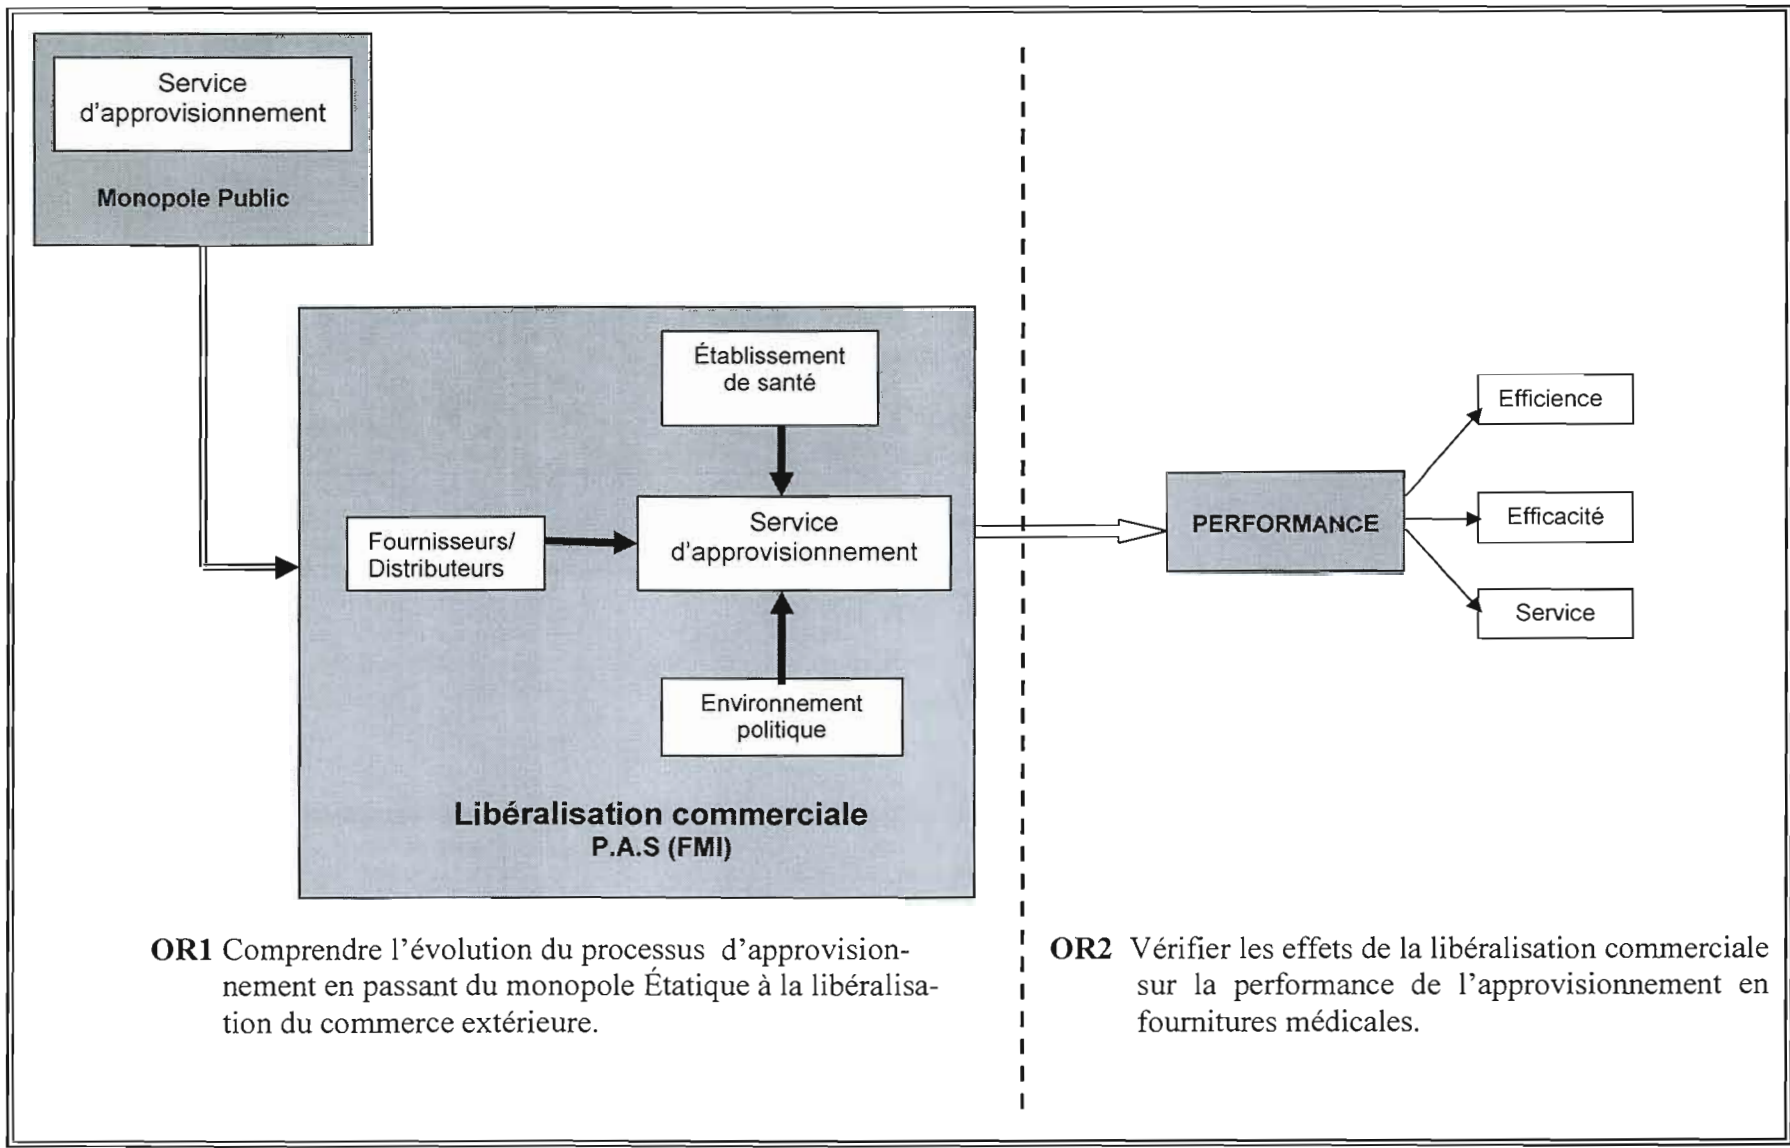 Service
d'approvisionnement
Monopole Public
Établissement
de santé
Fournisseurs/
Distributeurs
Service
d'approvisionnement
Environnement
politique
Libéralisation commerciale
P.A.S (FMI)
PERFORMANCE
Efficience
Efficacité
Service
OR1 Comprendre l'évolution du processus d'approvision-
nement en passant du monopole Étatique à la libéralisa-
tion du commerce extérieure.
OR2 Vérifier les effets de la libéralisation commerciale
sur la performance de l'approvisionnement en
fournitures médicales.